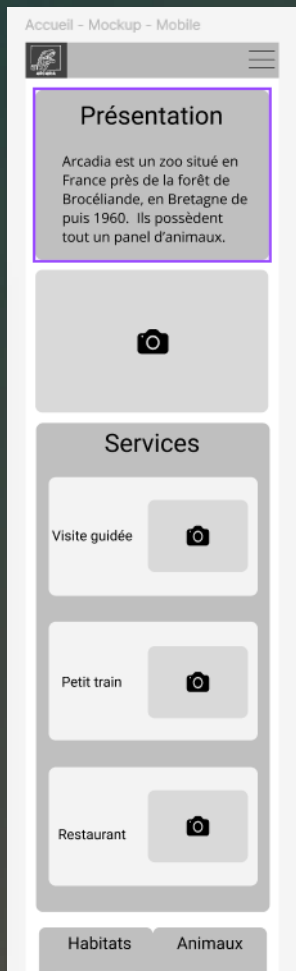 Accueil - Mockup - Mobile
ARCADIA
Présentation
Arcadia est un zoo situé en
France près de la forêt de
Brocéliande, en Bretagne de
puis 1960. Ils possèdent
tout un panel d'animaux.
Services
Visite guidée
Petit train
Restaurant
Habitats
Animaux